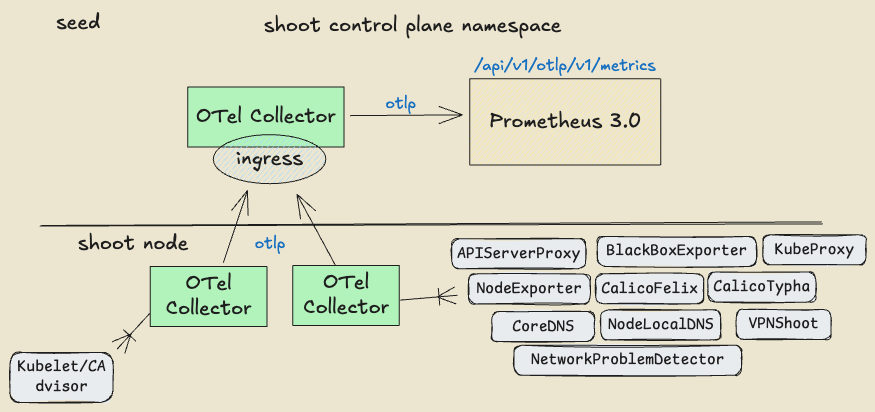 seed
shoot control plane namespace
/api/v1/otlp/v1/metrics
OTel Collector
otlp
Prometheus 3.0
ingress
shoot node
otlp
OTel
Collector
OTel
Collector
APIServerProxy
BlackBoxExporter
KubeProxy
NodeExporter
CalicoFelix
CalicoTypha
CoreDNS
NodeLocalDNS
VPNShoot
NetworkProblemDetector
Kubelet/CA
dvisor